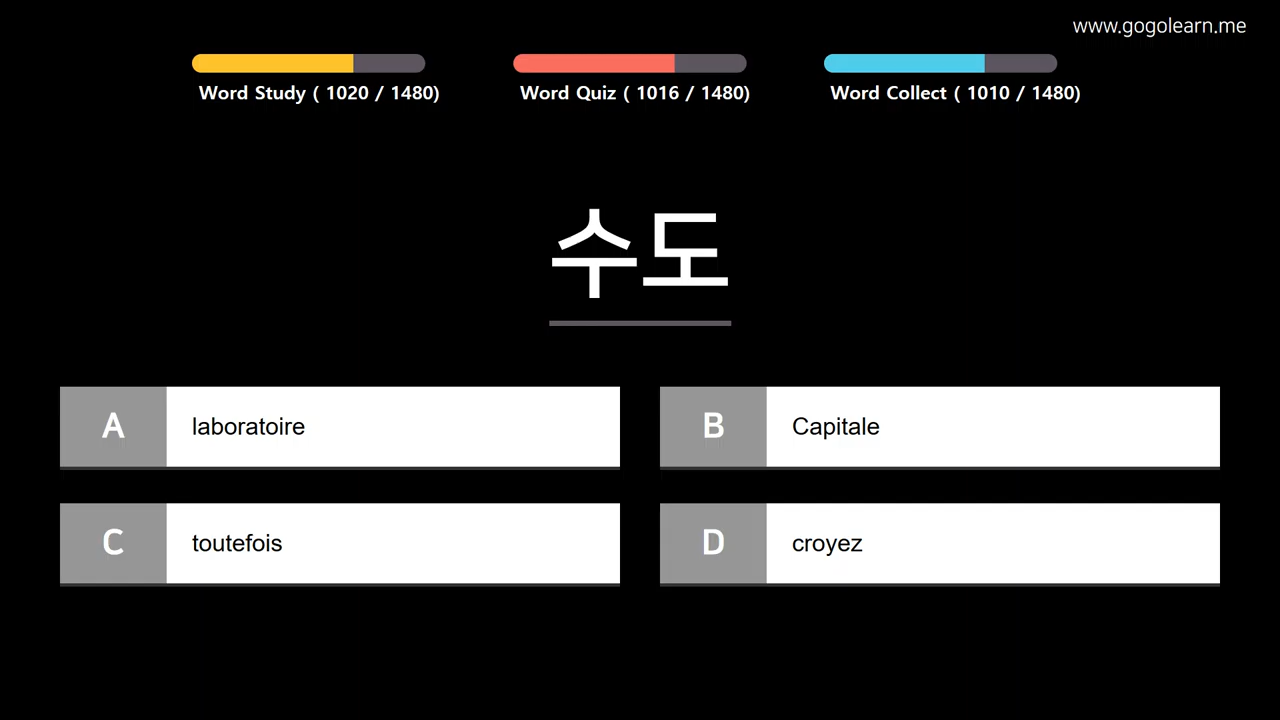 www.gogolearn.me
Word Study ( 1020 / 1480)
Word Quiz ( 1016 / 1480)
Word Collect ( 1010 / 1480)
수도
A laboratoire
B Capitale
C toutefois
D croyez